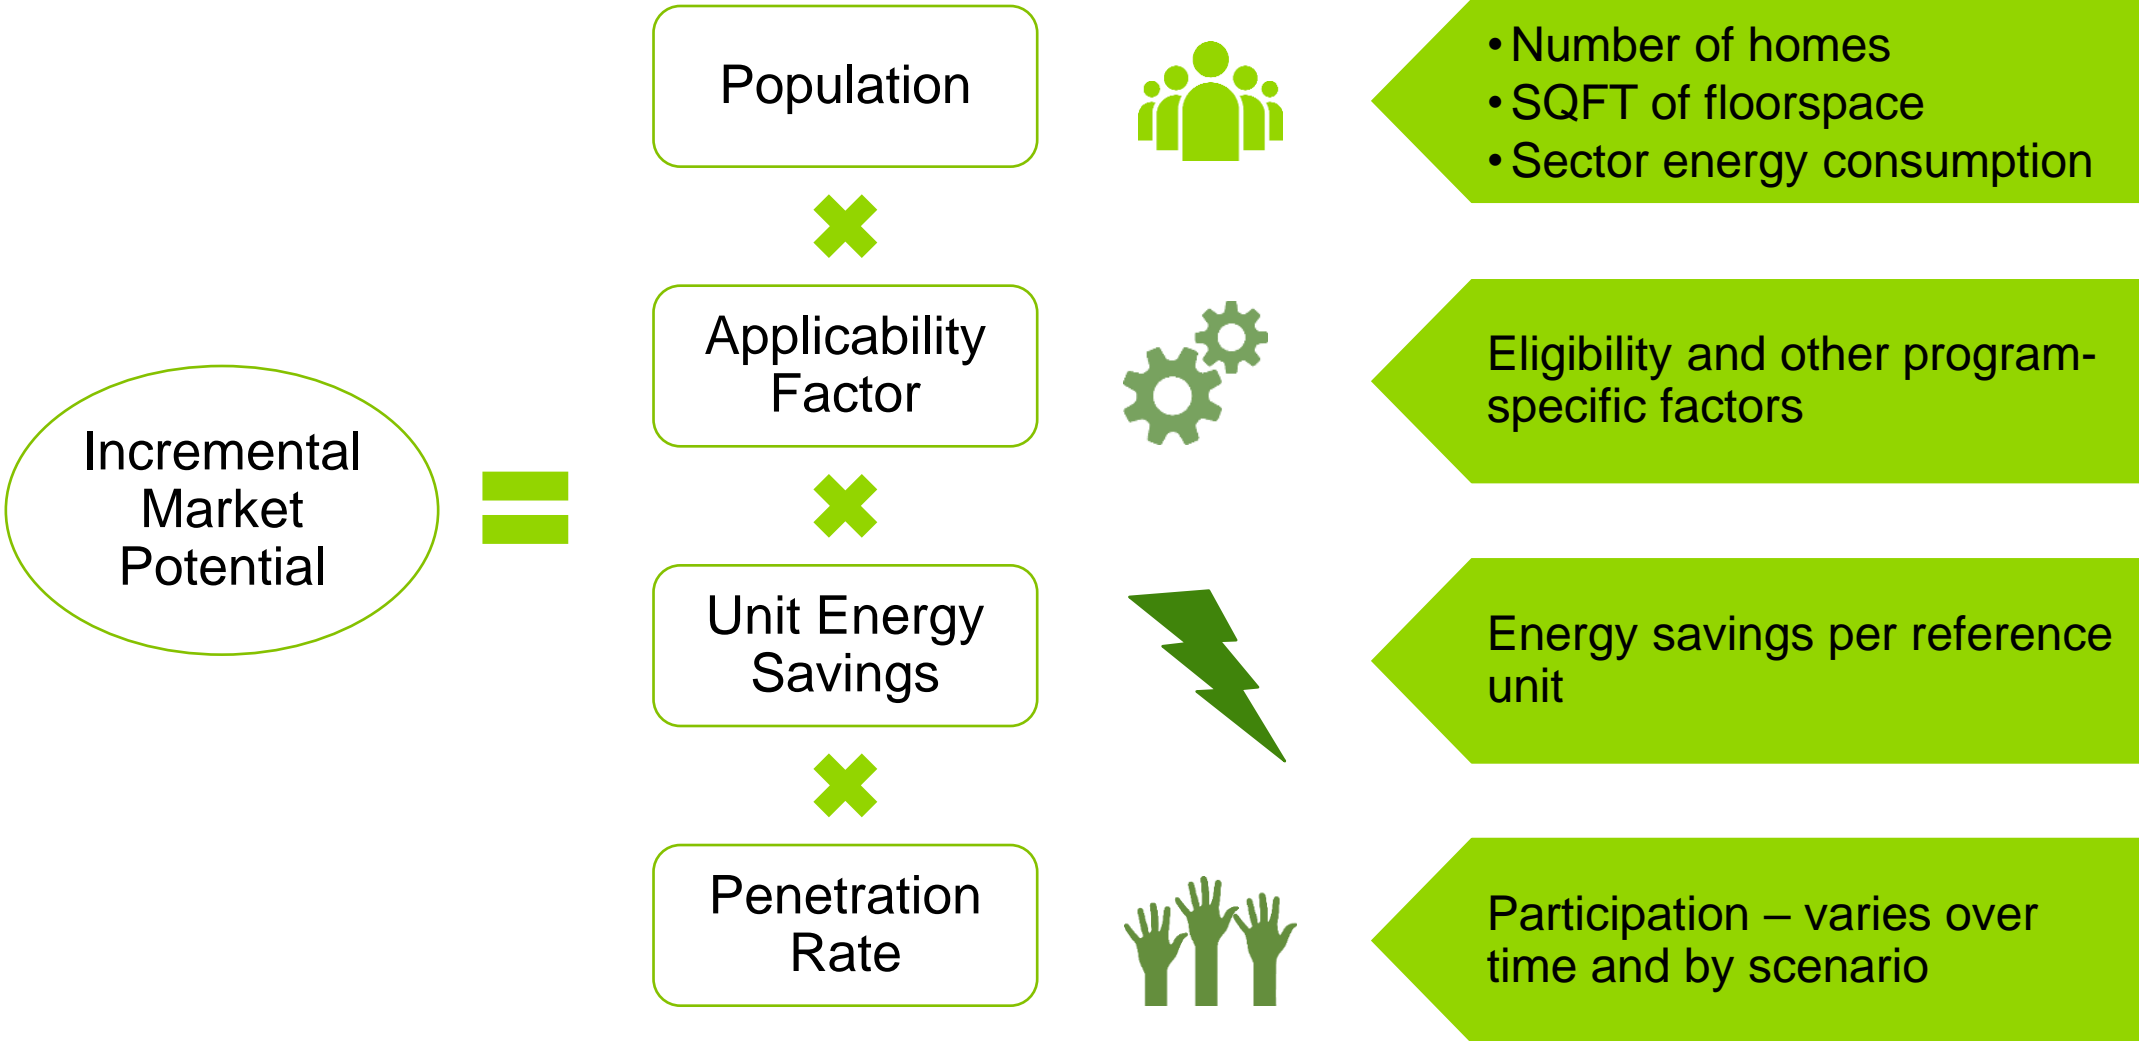 Population
• Number of homes
• SQFT of floorspace
• Sector energy consumption
Applicability
Factor
Eligibility and other program-
specific factors
Incremental
Market
Potential
Unit Energy
Savings
Energy savings per reference
unit
Penetration
Rate
Participation – varies over
time and by scenario